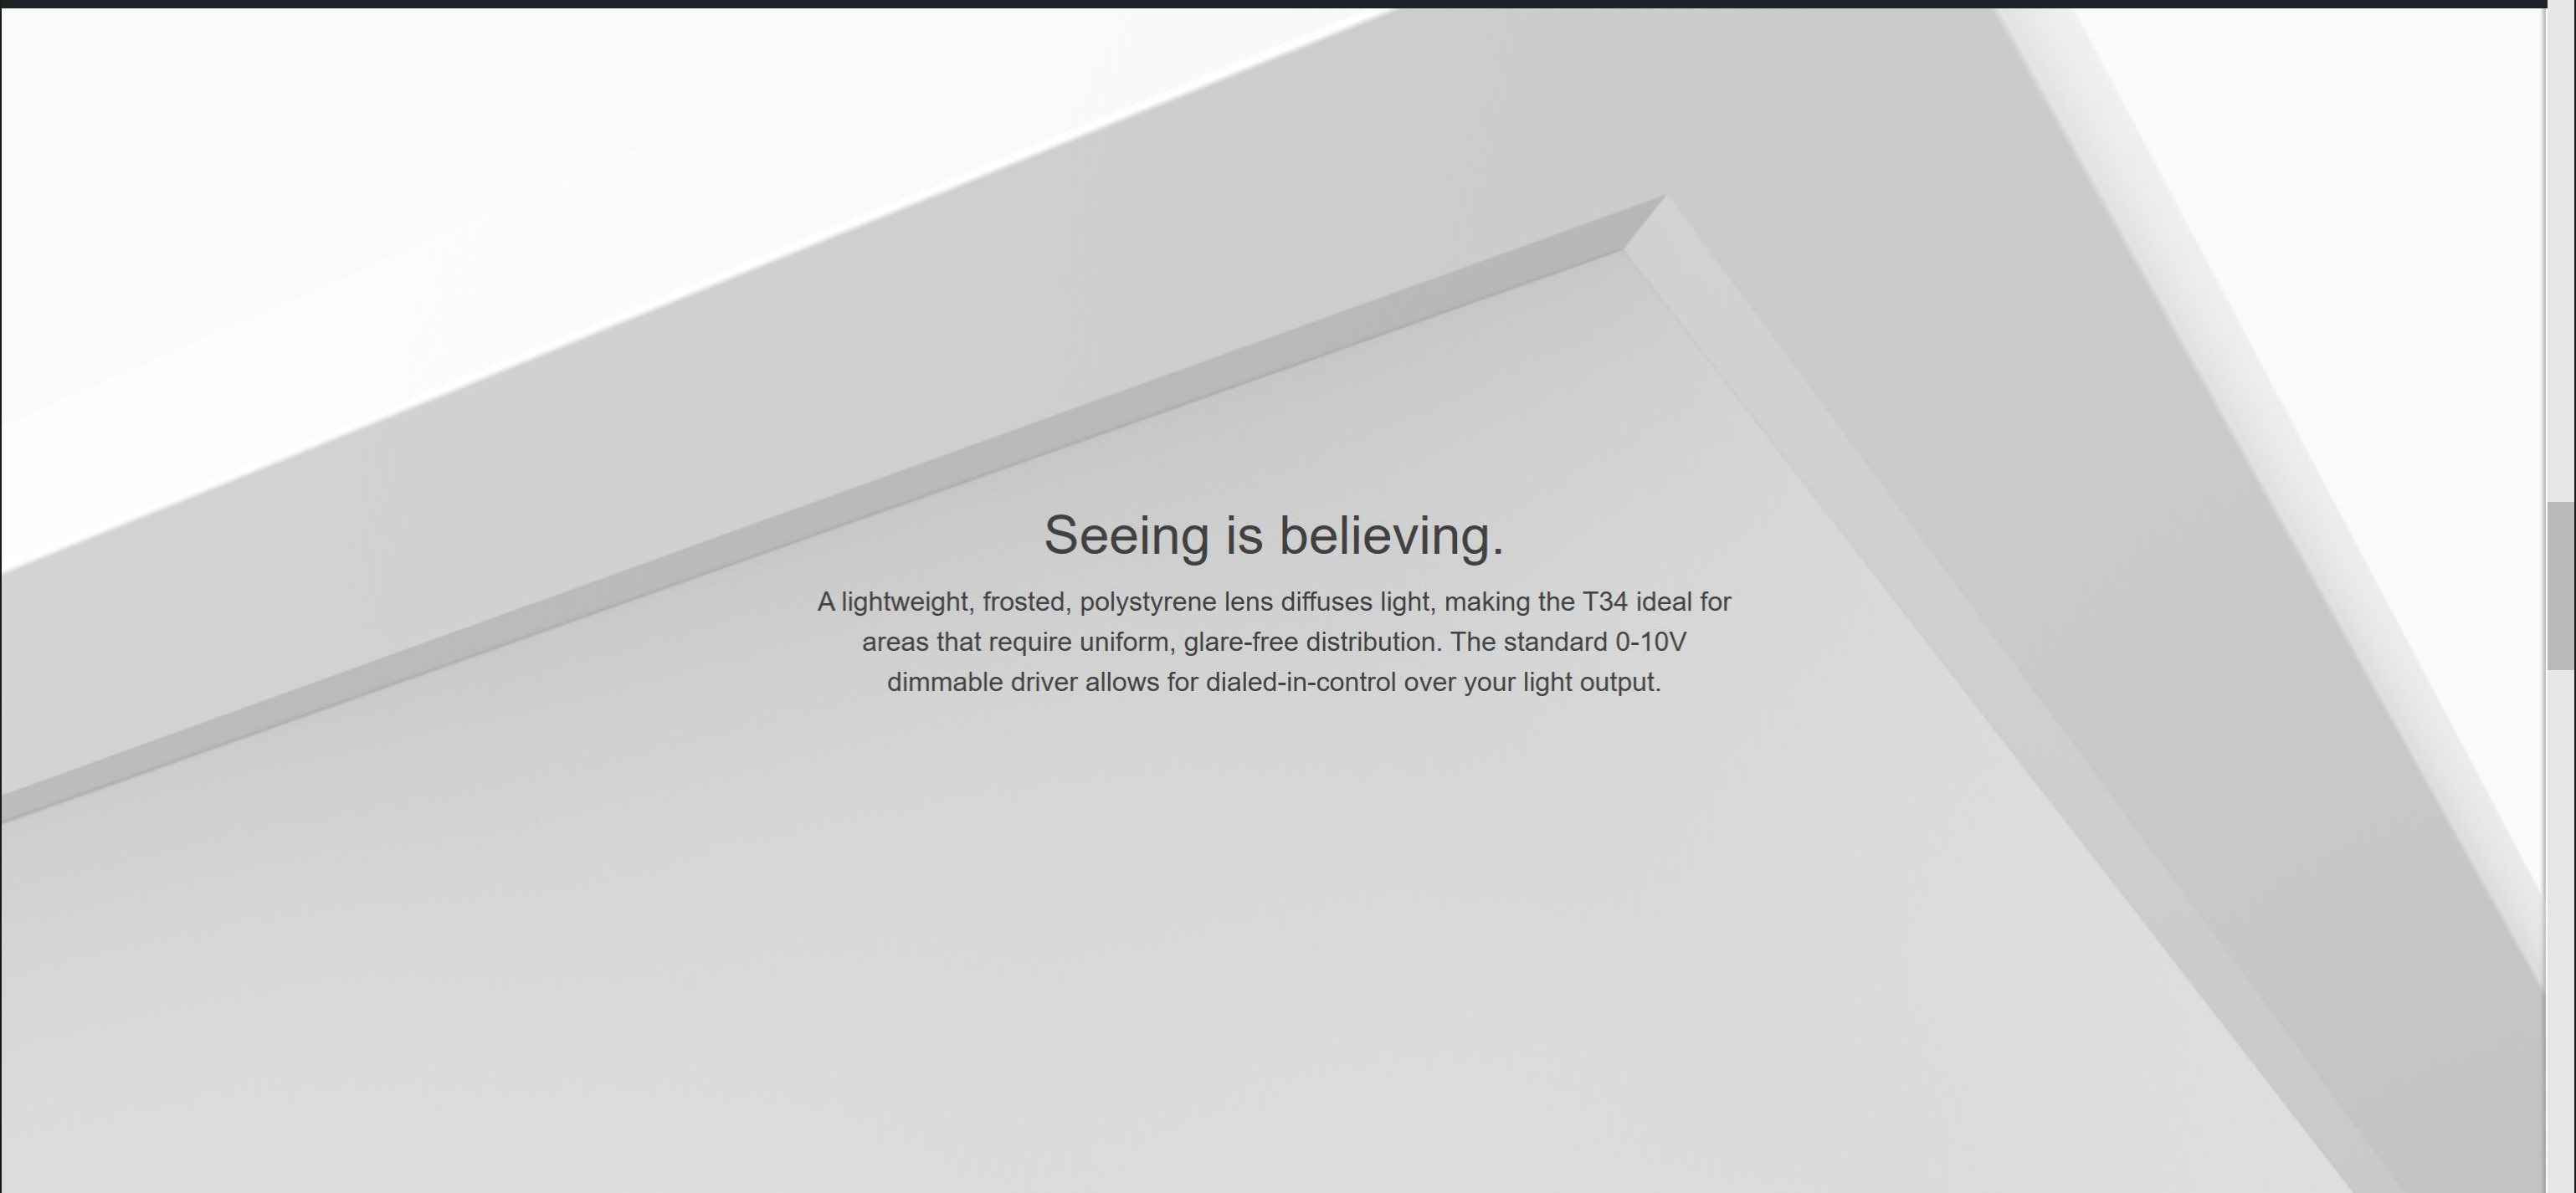 Seeing is believing.
A lightweight, frosted, polystyrene lens diffuses light, making the T34 ideal for
areas that require uniform, glare-free distribution. The standard 0-10V
dimmable driver allows for dialed-in-control over your light output.